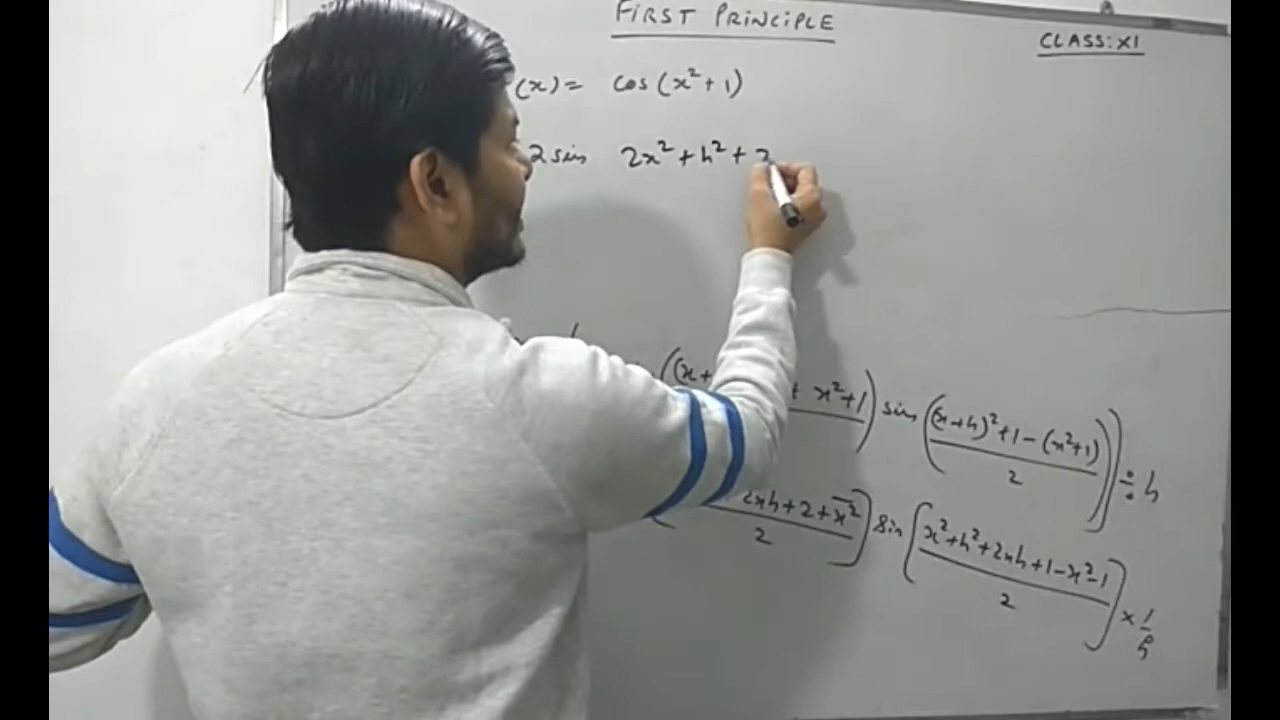 FIRST PRINCIPLE
CLASS: XI
(x) = cos (x² + 1)
2 sin 2x² + h² + 2
(x+ + x²+1) sin ((x+h)²+1-(x²+1)) ÷ h
2
2xh+2+x²] sin [x²+h²+2xh+1-x²-1] × 1
2 2 h